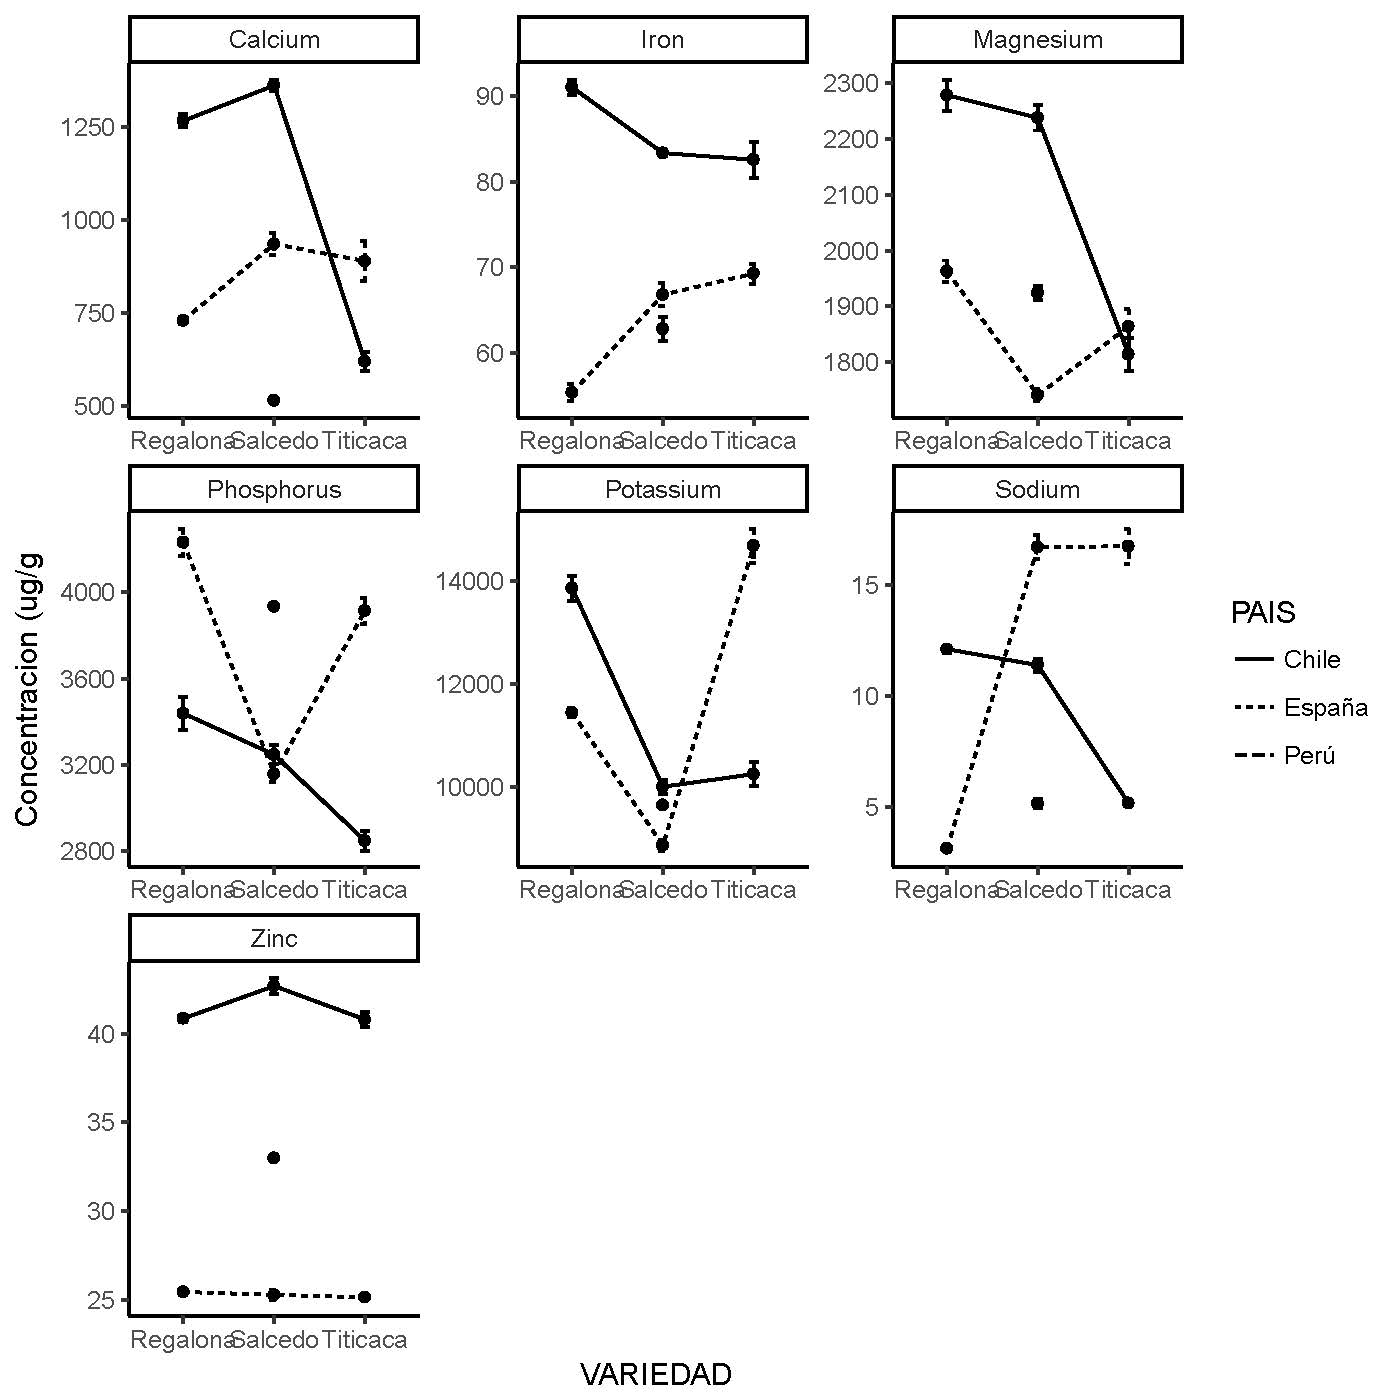 Calcium Iron Magnesium
1250
1000
750
500
90
80
70
60
2300
2200
2100
2000
1900
1800
Regalona Salcedo Titicaca Regalona Salcedo Titicaca Regalona Salcedo Titicaca
Phosphorus Potassium Sodium
Concentracion (ug/g
4000
3600
3200
2800
14000
12000
10000
15
10
5
Regalona Salcedo Titicaca Regalona Salcedo Titicaca Regalona Salcedo Titicaca
PAIS
Chile
España
Perú
Zinc
40
35
30
25
Regalona Salcedo Titicaca
VARIEDAD